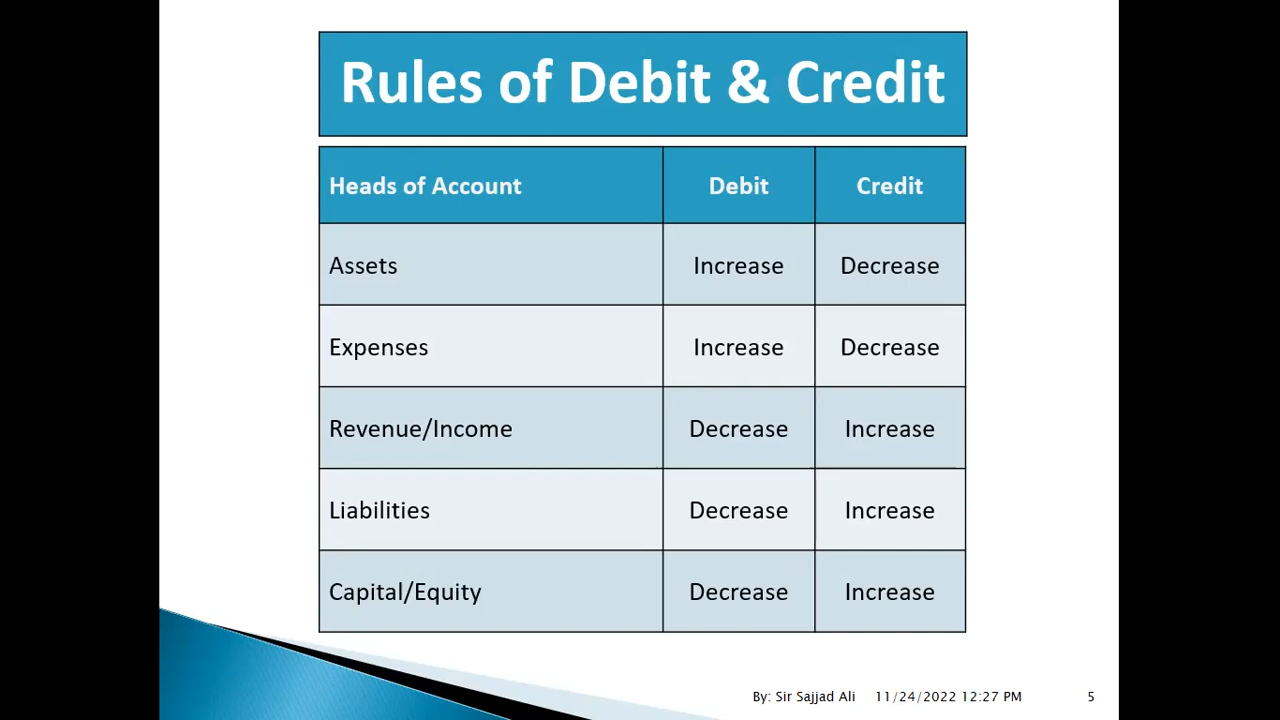 Rules of Debit & Credit
Heads of Account Debit Credit
Assets Increase Decrease
Expenses Increase Decrease
Revenue/Income Decrease Increase
Liabilities Decrease Increase
Capital/Equity Decrease Increase
By: Sir Sajjad Ali 11/24/2022 12:27 PM 5